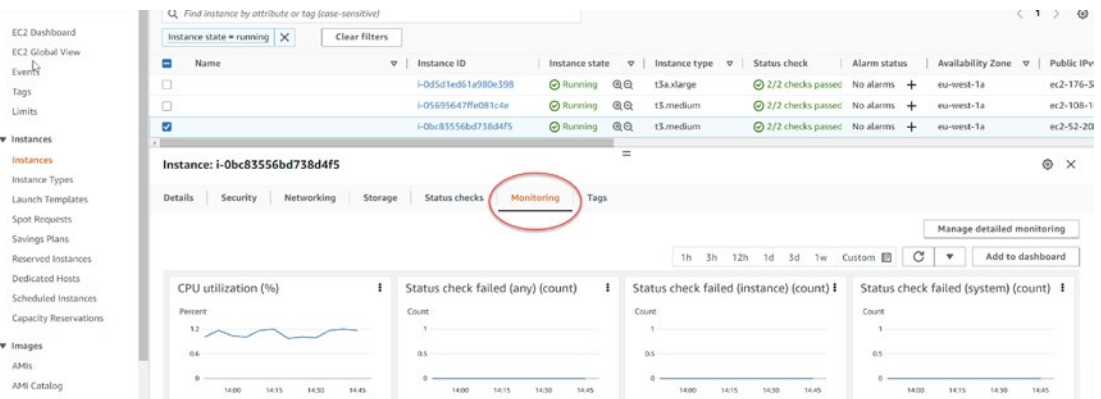 Find instance by attribute or tag (case-sensitive)
1
Instance state = running
Clear filters
Name
Instance ID
Instance state
Instance type
Status check
Alarm status
Availability Zone
Public IPv
i-0d5d1ed61a980e398
Running
t3a.xlarge
2/2 checks passed
No alarms +
eu-west-1a
ec2-176-3
i-05695647ffe081c4e
Running
t3.medium
2/2 checks passed
No alarms +
eu-west-1a
ec2-108-1
i-0bc83556bd738d4f5
Running
t3.medium
2/2 checks passed
No alarms +
eu-west-1a
ec2-52-20
EC2 Dashboard
EC2 Global View
Events
Tags
Limits
Instances
Instances
Instance Types
Launch Templates
Spot Requests
Savings Plans
Reserved Instances
Dedicated Hosts
Scheduled Instances
Capacity Reservations
Images
AMIs
AMI Catalog
Instance: i-0bc83556bd738d4f5
Details
Security
Networking
Storage
Status checks
Monitoring
Tags
Manage detailed monitoring
1h 3h 12h 1d 3d 1w Custom
Add to dashboard
CPU utilization (%)
Percent
1.2
0.6
0
14:00 14:15 14:30 14:45
Status check failed (any) (count)
Count
1
0.5
0
14:00 14:15 14:30 14:45
Status check failed (instance) (count)
Count
1
0.5
0
14:00 14:15 14:30 14:45
Status check failed (system) (count)
Count
1
0.5
0
14:00 14:15 14:30 14:45